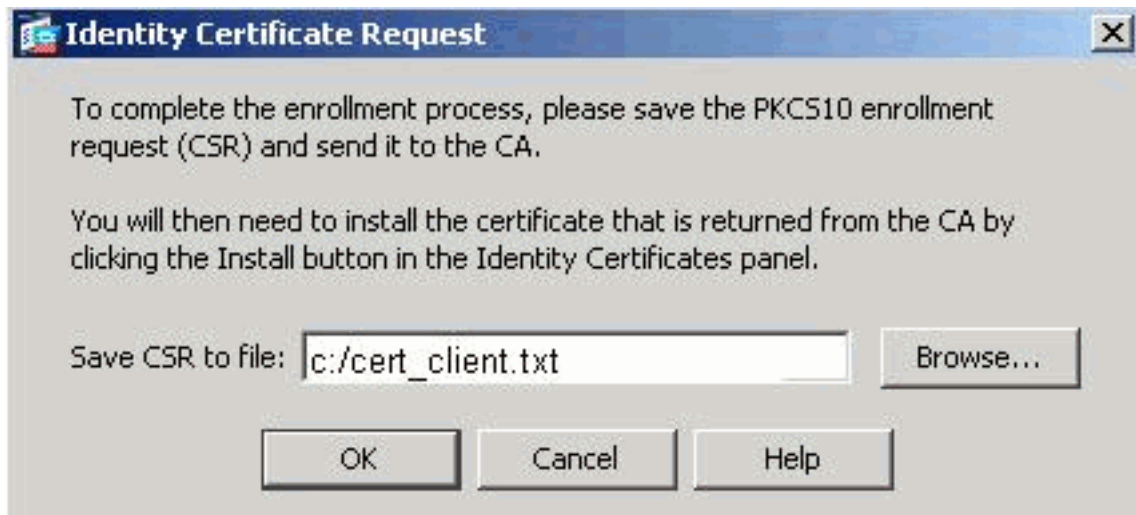 Identity Certificate Request
To complete the enrollment process, please save the PKCS10 enrollment
request (CSR) and send it to the CA.
You will then need to install the certificate that is returned from the CA by
clicking the Install button in the Identity Certificates panel.
Save CSR to file: c:/cert_client.txt Browse...
OK Cancel Help